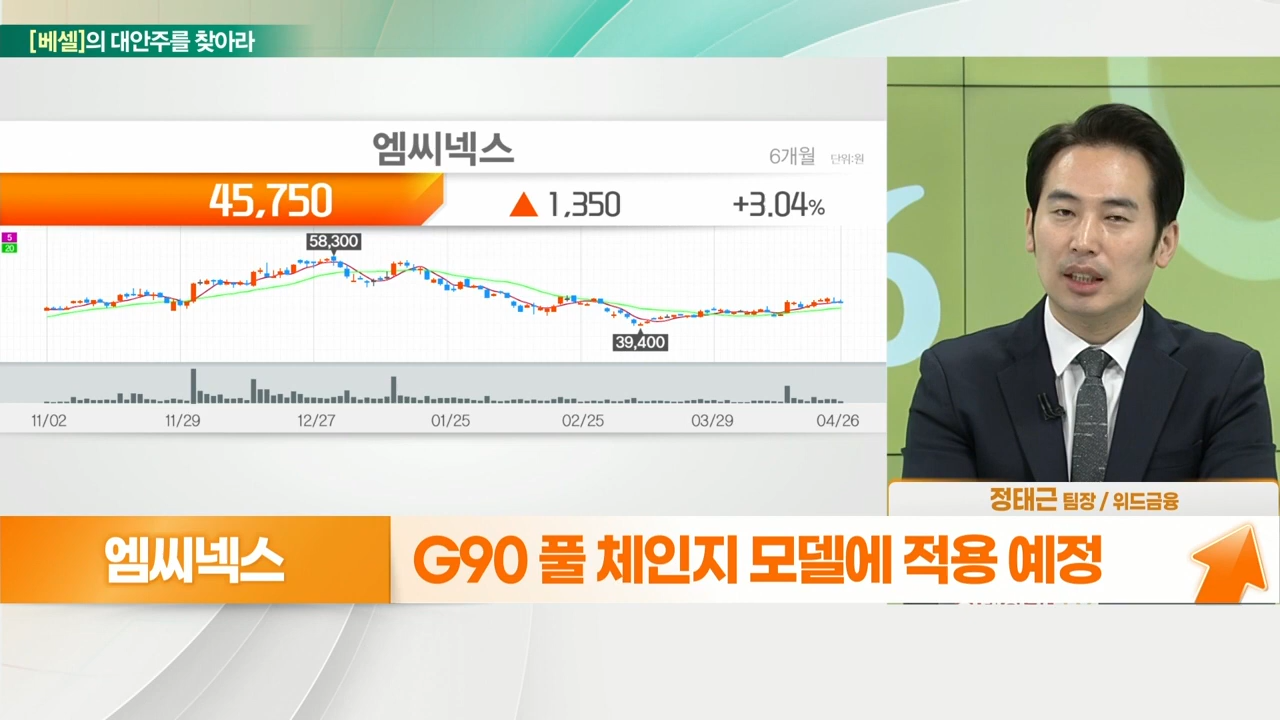 [베셀]의 대안주를 찾아라
엠씨넥스
6개월 단위:원
45,750 ▲ 1,350 +3.04%
5
20
58,300
39,400
11/02 11/29 12/27 01/25 02/25 03/29 04/26
정태근 팀장 / 위드금융
엠씨넥스
G90 풀 체인지 모델에 적용 예정